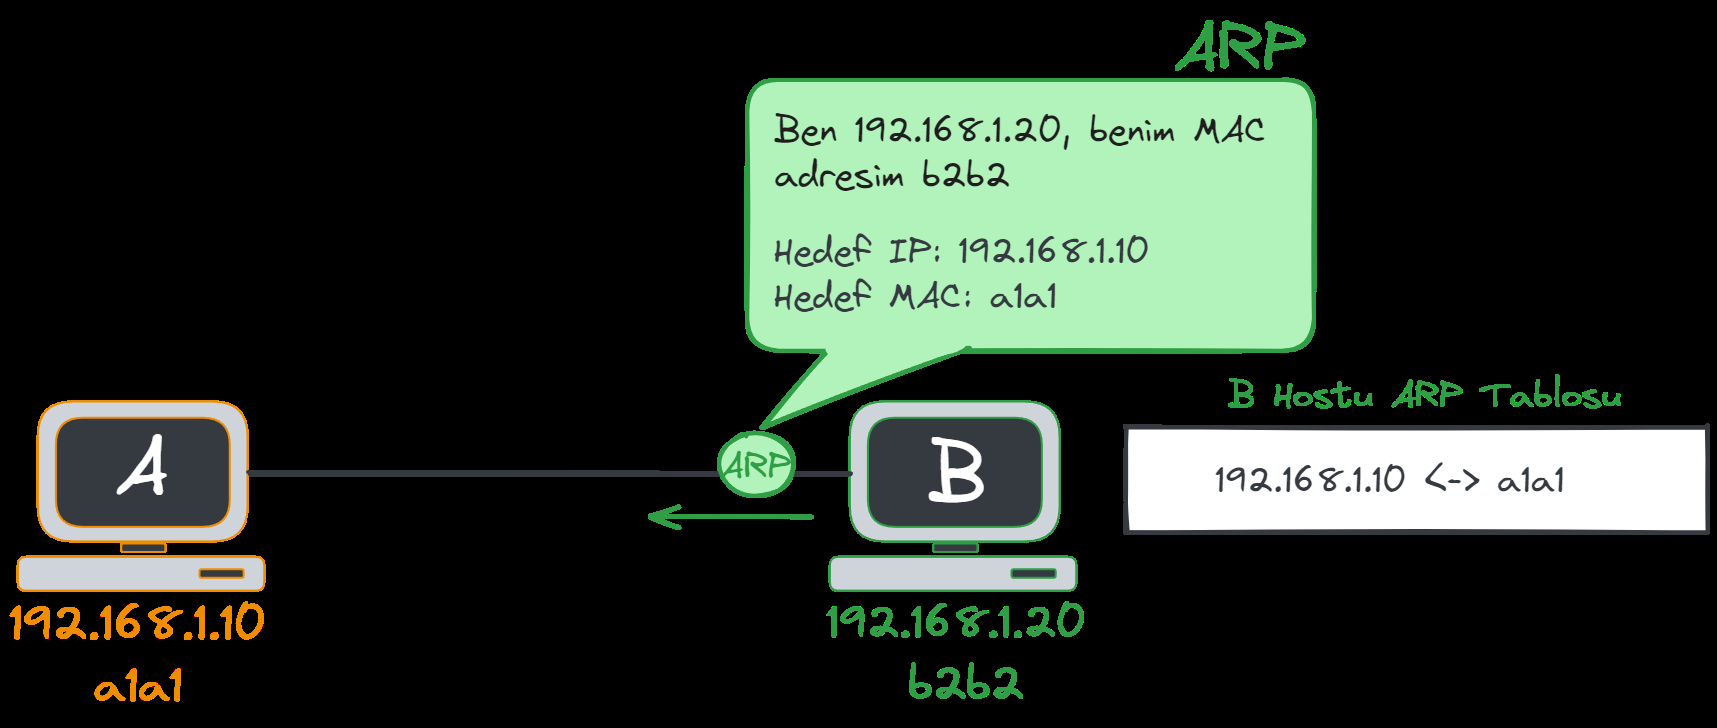 ARP
Ben 192.168.1.20, benim MAC
adresim b2b2
Hedef IP: 192.168.1.10
Hedef MAC: a1a1
B Hostu ARP Tablosu
192.168.1.10 <-> a1a1
A
ARP
B
192.168.1.10
a1a1
192.168.1.20
b2b2